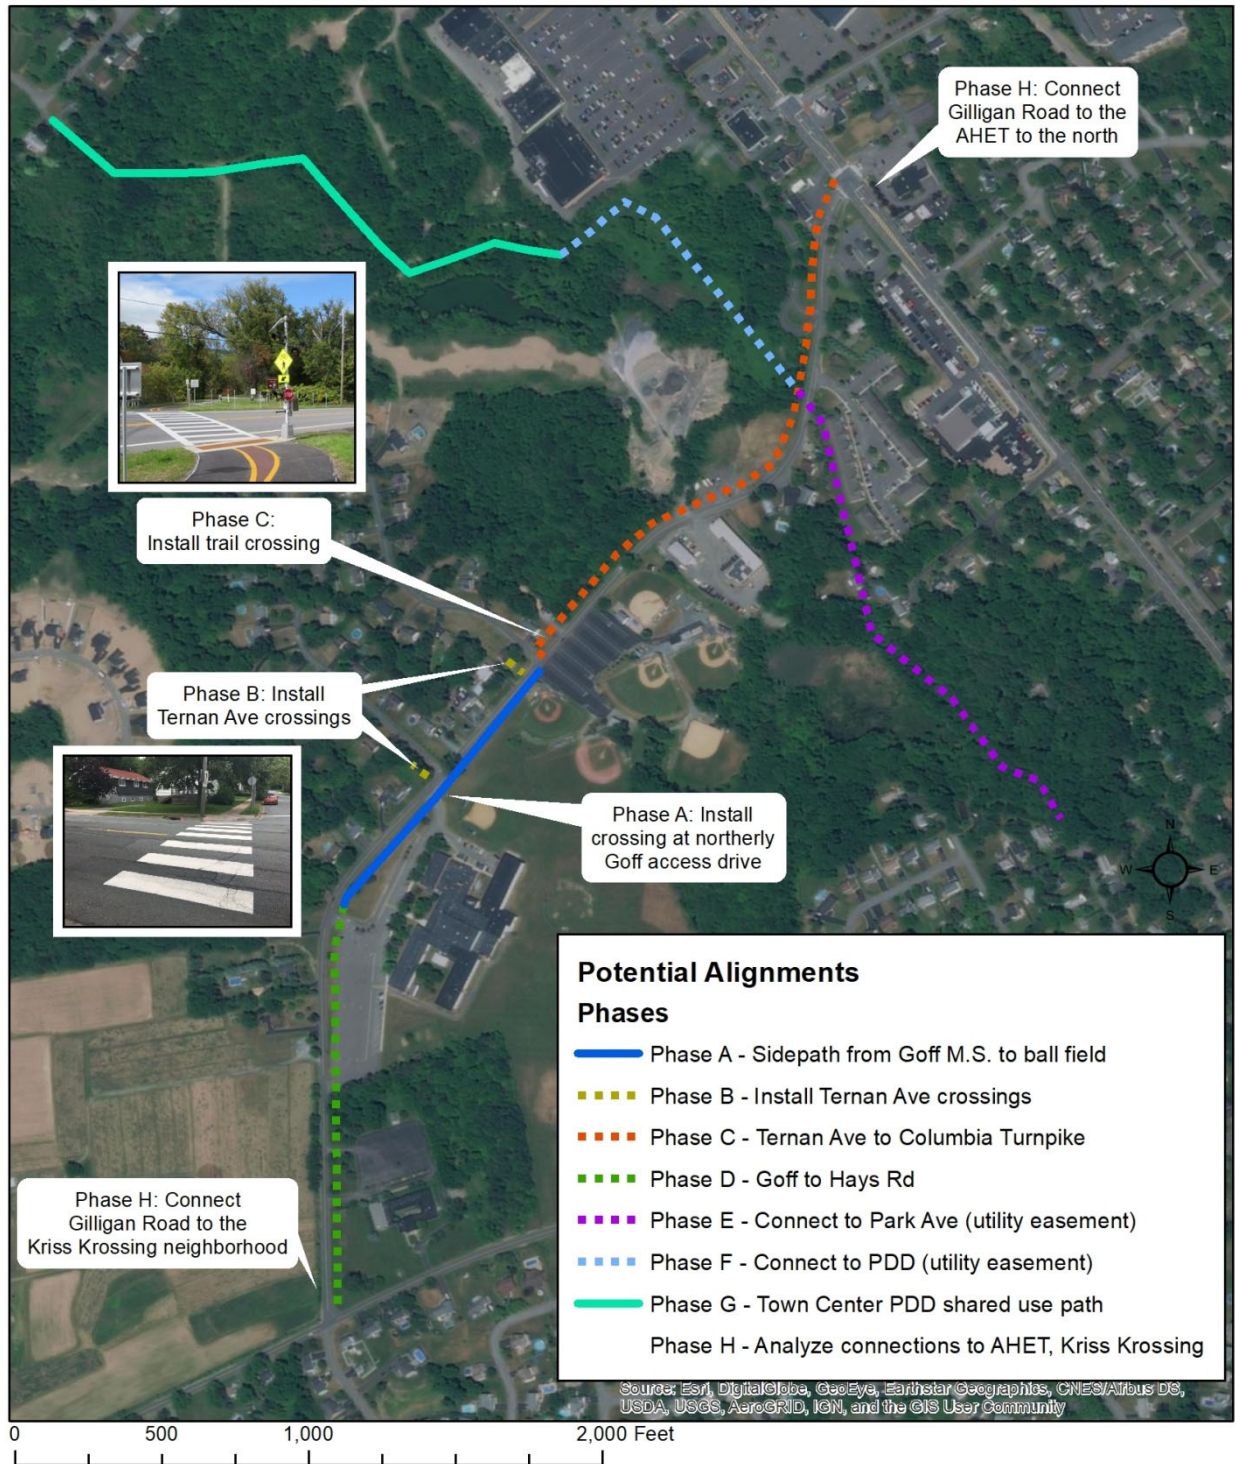 Phase H: Connect
Gilligan Road to the
AHET to the north
Phase C:
Install trail crossing
Phase B: Install
Ternan Ave crossings
Phase A: Install
crossing at northerly
Goff access drive
N
W
E
S
Phase H: Connect
Gilligan Road to the
Kriss Krossing neighborhood
Potential Alignments
Phases
Phase A - Sidepath from Goff M.S. to ball field
Phase B - Install Ternan Ave crossings
Phase C - Ternan Ave to Columbia Turnpike
Phase D - Goff to Hays Rd
Phase E - Connect to Park Ave (utility easement)
Phase F - Connect to PDD (utility easement)
Phase G - Town Center PDD shared use path
Phase H - Analyze connections to AHET, Kriss Krossing
Source: Esri, DigitalGlobe, GeoEye, Earthstar Geographics, CNES/Airbus DS,
USDA, USGS, AeroGRID, IGN, and the GIS User Community
0 500 1,000 2,000 Feet